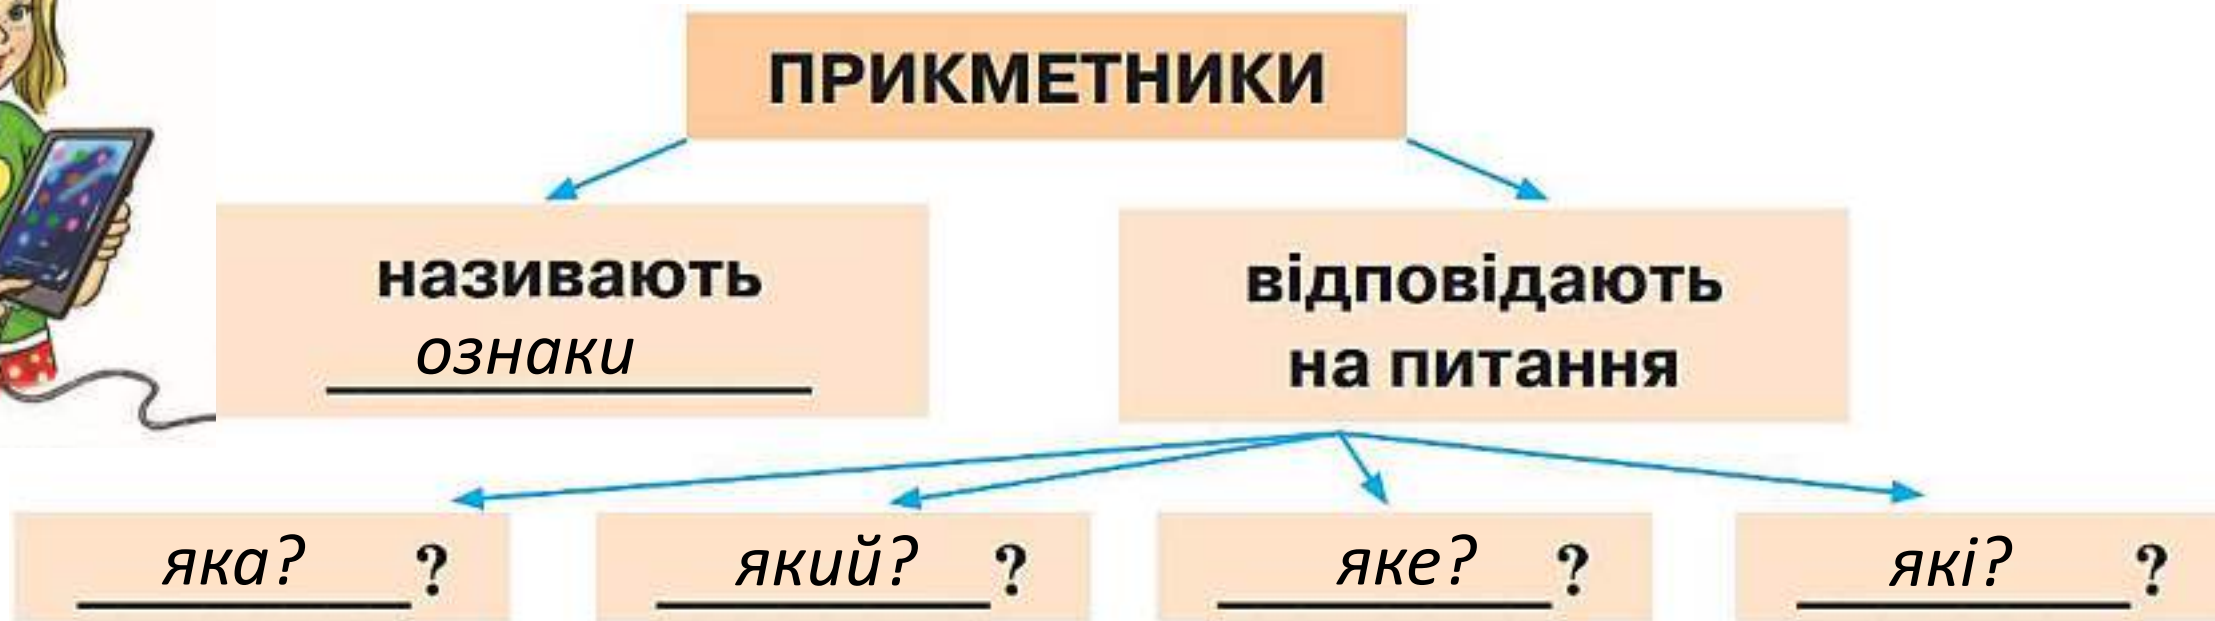 ПРИКМЕТНИКИ
називають
ознаки
відповідають
на питання
яка? ?
який? ?
яке? ?
які? ?